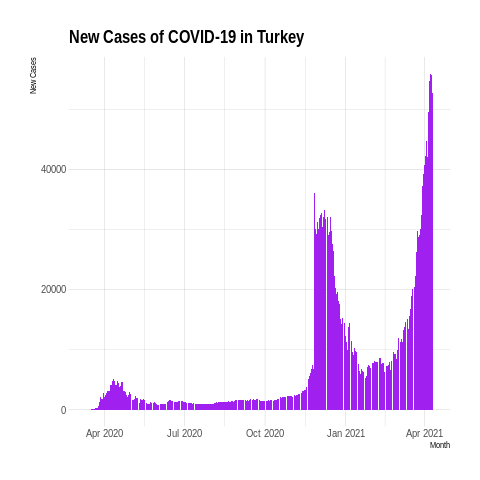 New Cases of COVID-19 in Turkey
New Cases
40000
20000
0
Apr 2020 Jul 2020 Oct 2020 Jan 2021 Apr 2021
Month